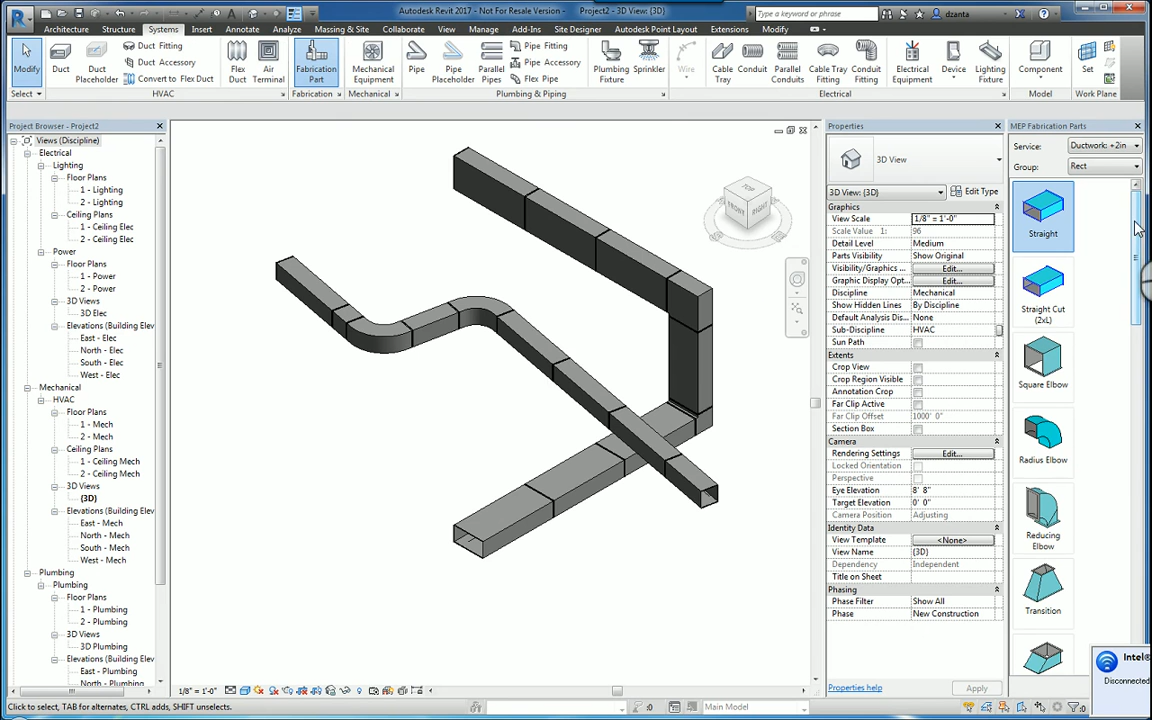 Autodesk Revit 2017 - Not For Resale Version -    Project2 - 3D View: {3D}
Type a keyword or phrase
dzanta
Architecture Structure Systems Insert Annotate Analyze Massing & Site Collaborate View Manage Add-Ins Site Designer Autodesk Point Layout Extensions Modify
Modify
Duct
Duct Placeholder
Duct Fitting
Duct Accessory
Convert to Flex Duct
Flex Duct
Air Terminal
Fabrication Part
Mechanical Equipment
Pipe
Pipe Placeholder
Parallel Pipes
Pipe Fitting
Pipe Accessory
Flex Pipe
Plumbing Fixture
Sprinkler
Wire
Cable Tray
Conduit
Parallel Conduits
Cable Tray Fitting
Conduit Fitting
Electrical Equipment
Device
Lighting Fixture
Component
Set
Select
HVAC
Fabrication
Mechanical
Plumbing & Piping
Electrical
Model
Work Plane
Project Browser - Project2
Views (Discipline)
Electrical
Lighting
Floor Plans
1 - Lighting
2 - Lighting
Ceiling Plans
1 - Ceiling Elec
2 - Ceiling Elec
Power
Floor Plans
1 - Power
2 - Power
3D Views
3D Elec
Elevations (Building Elev
East - Elec
North - Elec
South - Elec
West - Elec
Mechanical
HVAC
Floor Plans
1 - Mech
2 - Mech
Ceiling Plans
1 - Ceiling Mech
2 - Ceiling Mech
3D Views
{3D}
Elevations (Building Elev
East - Mech
North - Mech
South - Mech
West - Mech
Plumbing
Plumbing
Floor Plans
1 - Plumbing
2 - Plumbing
3D Views
3D Plumbing
Elevations (Building Elev
East - Plumbing
North - Plumbing
TOP
FRONT
RIGHT
Properties
3D View
3D View: {3D}
Edit Type
Graphics
View Scale 1/8" = 1'-0"
Scale Value 1: 96
Detail Level Medium
Parts Visibility Show Original
Visibility/Graphics ... Edit...
Graphic Display Opt... Edit...
Discipline Mechanical
Show Hidden Lines By Discipline
Default Analysis Dis... None
Sub-Discipline HVAC
Sun Path
Extents
Crop View
Crop Region Visible
Annotation Crop
Far Clip Active
Far Clip Offset 1000' 0"
Section Box
Camera
Rendering Settings Edit...
Locked Orientation
Perspective
Eye Elevation 8' 8"
Target Elevation 0' 0"
Camera Position Adjusting
Identity Data
View Template <None>
View Name {3D}
Dependency Independent
Title on Sheet
Phasing
Phase Filter Show All
Phase New Construction
Properties help
Apply
MEP Fabrication Parts
Service: Ductwork: +2in
Group: Rect
Straight
Straight Cut (2xL)
Square Elbow
Radius Elbow
Reducing Elbow
Transition
Intel®
Disconnected
1/8" = 1'-0"
Click to select, TAB for alternates, CTRL adds, SHIFT unselects.
:0
Main Model
:0